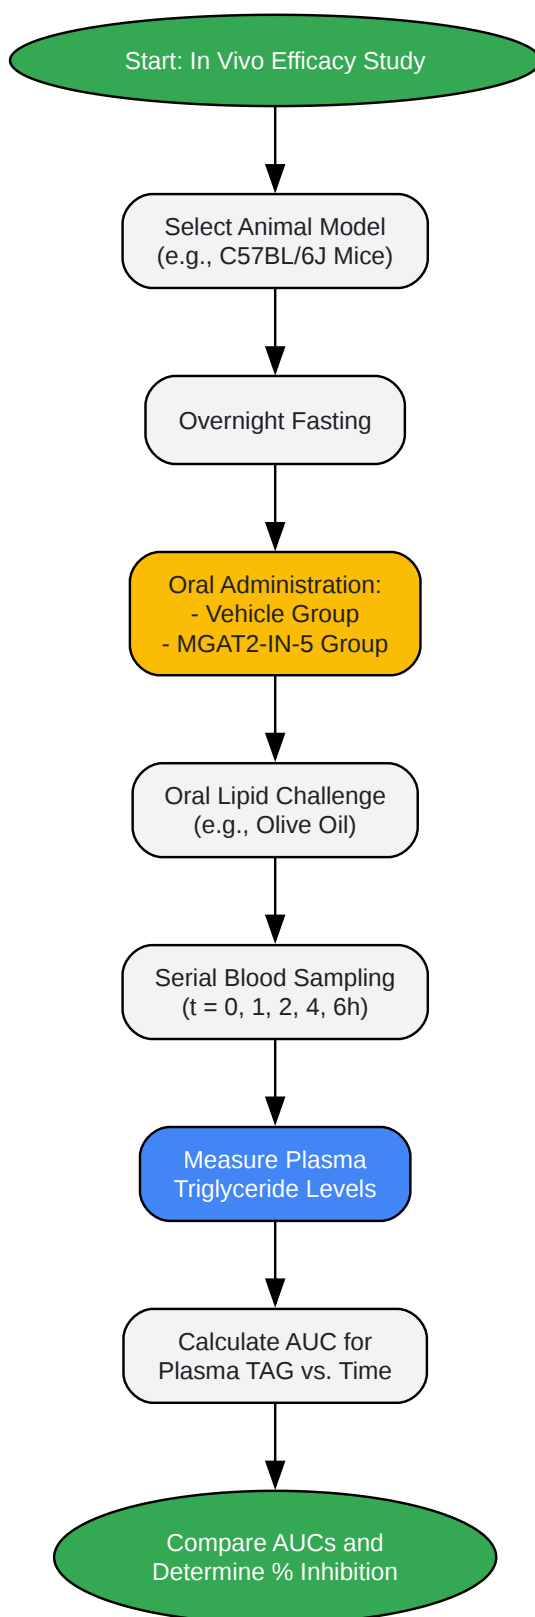 Start: In Vivo Efficacy Study
Select Animal Model
(e.g., C57BL/6J Mice)
Overnight Fasting
Oral Administration:
- Vehicle Group
- MGAT2-IN-5 Group
Oral Lipid Challenge
(e.g., Olive Oil)
Serial Blood Sampling
(t = 0, 1, 2, 4, 6h)
Measure Plasma
Triglyceride Levels
Calculate AUC for
Plasma TAG vs. Time
Compare AUCs and
Determine % Inhibition